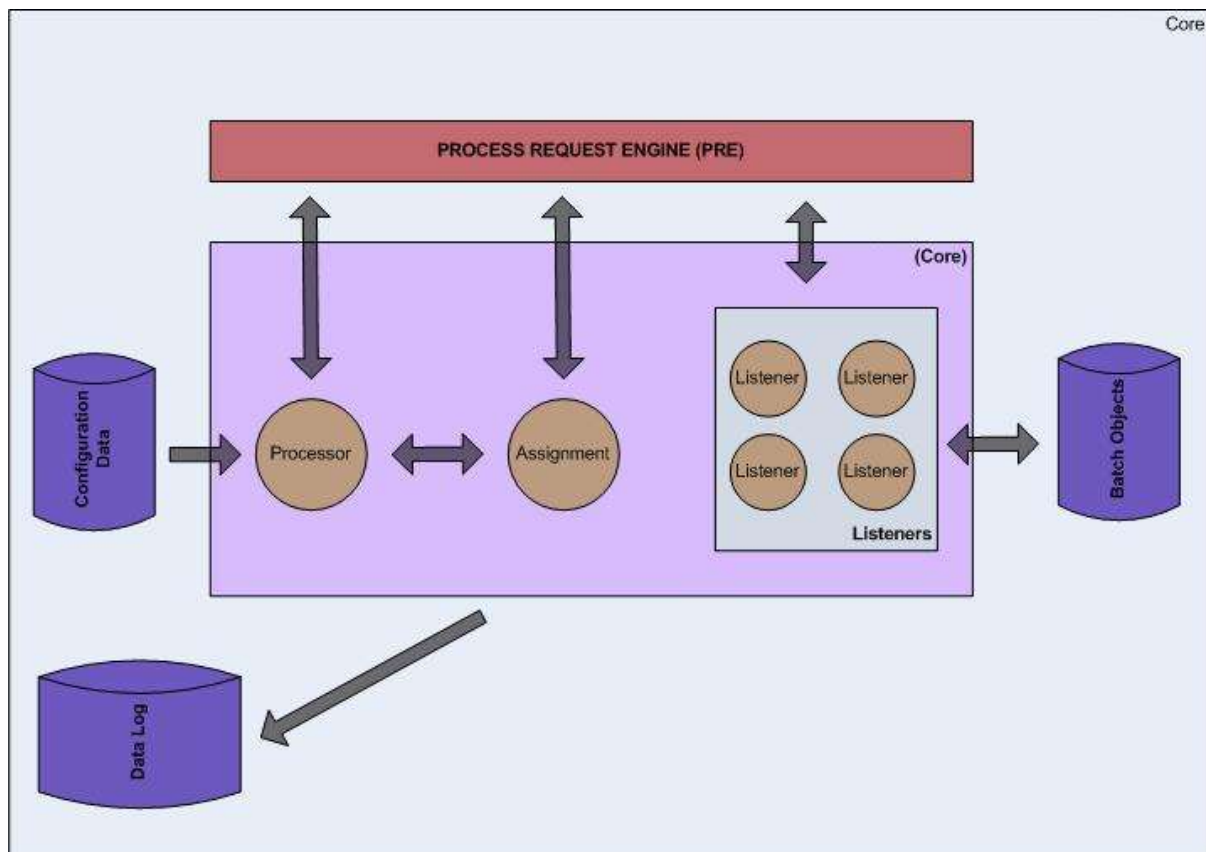 Core
PROCESS REQUEST ENGINE (PRE)
(Core)
Configuration
Data
Processor
Assignment
Listener
Listener
Listener
Listener
Listeners
Batch Objects
Data Log